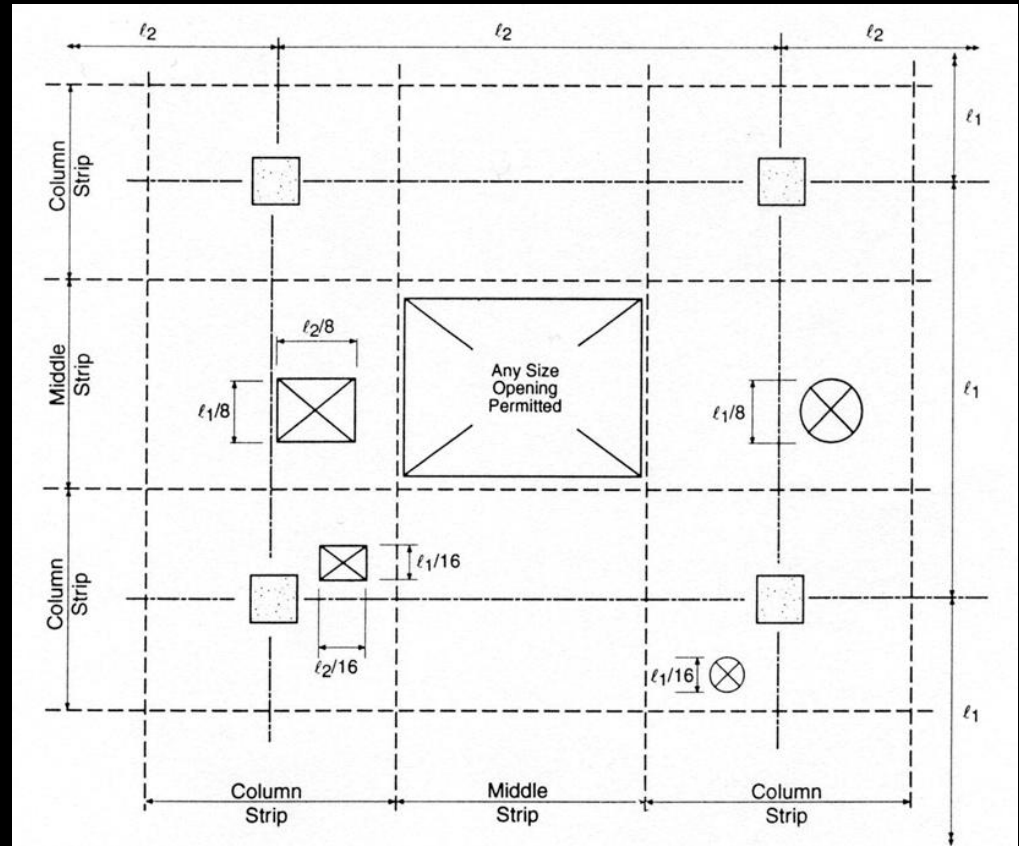 ℓ2 ℓ2 ℓ2
ℓ1
Column
Strip
ℓ2/8
Middle
Strip
ℓ1/8
Any Size
Opening
Permitted
ℓ1/8
ℓ1
Column
Strip
ℓ1/16
ℓ2/16
ℓ1/16
ℓ1
Column
Strip
Middle
Strip
Column
Strip